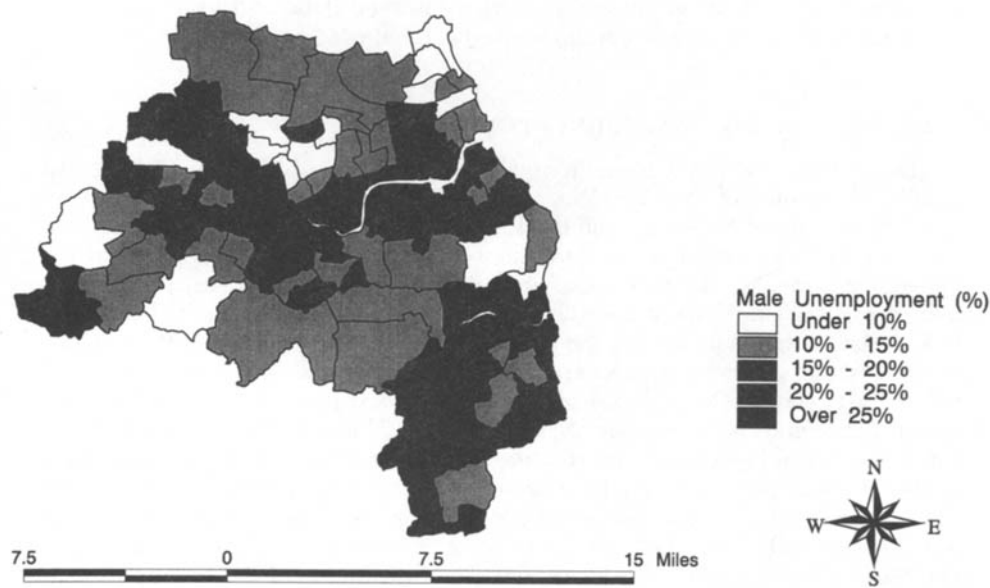 Male Unemployment (%)
Under 10%
10% - 15%
15% - 20%
20% - 25%
Over 25%
N
W E
S
7.5 0 7.5 15 Miles